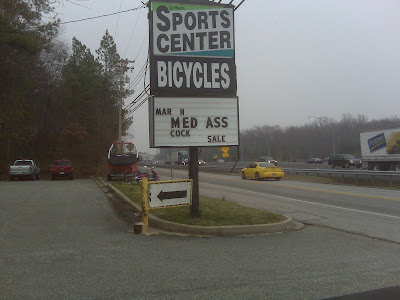 SPORTS
CENTER
BICYCLES
MAR H
MED ASS
COCK SALE